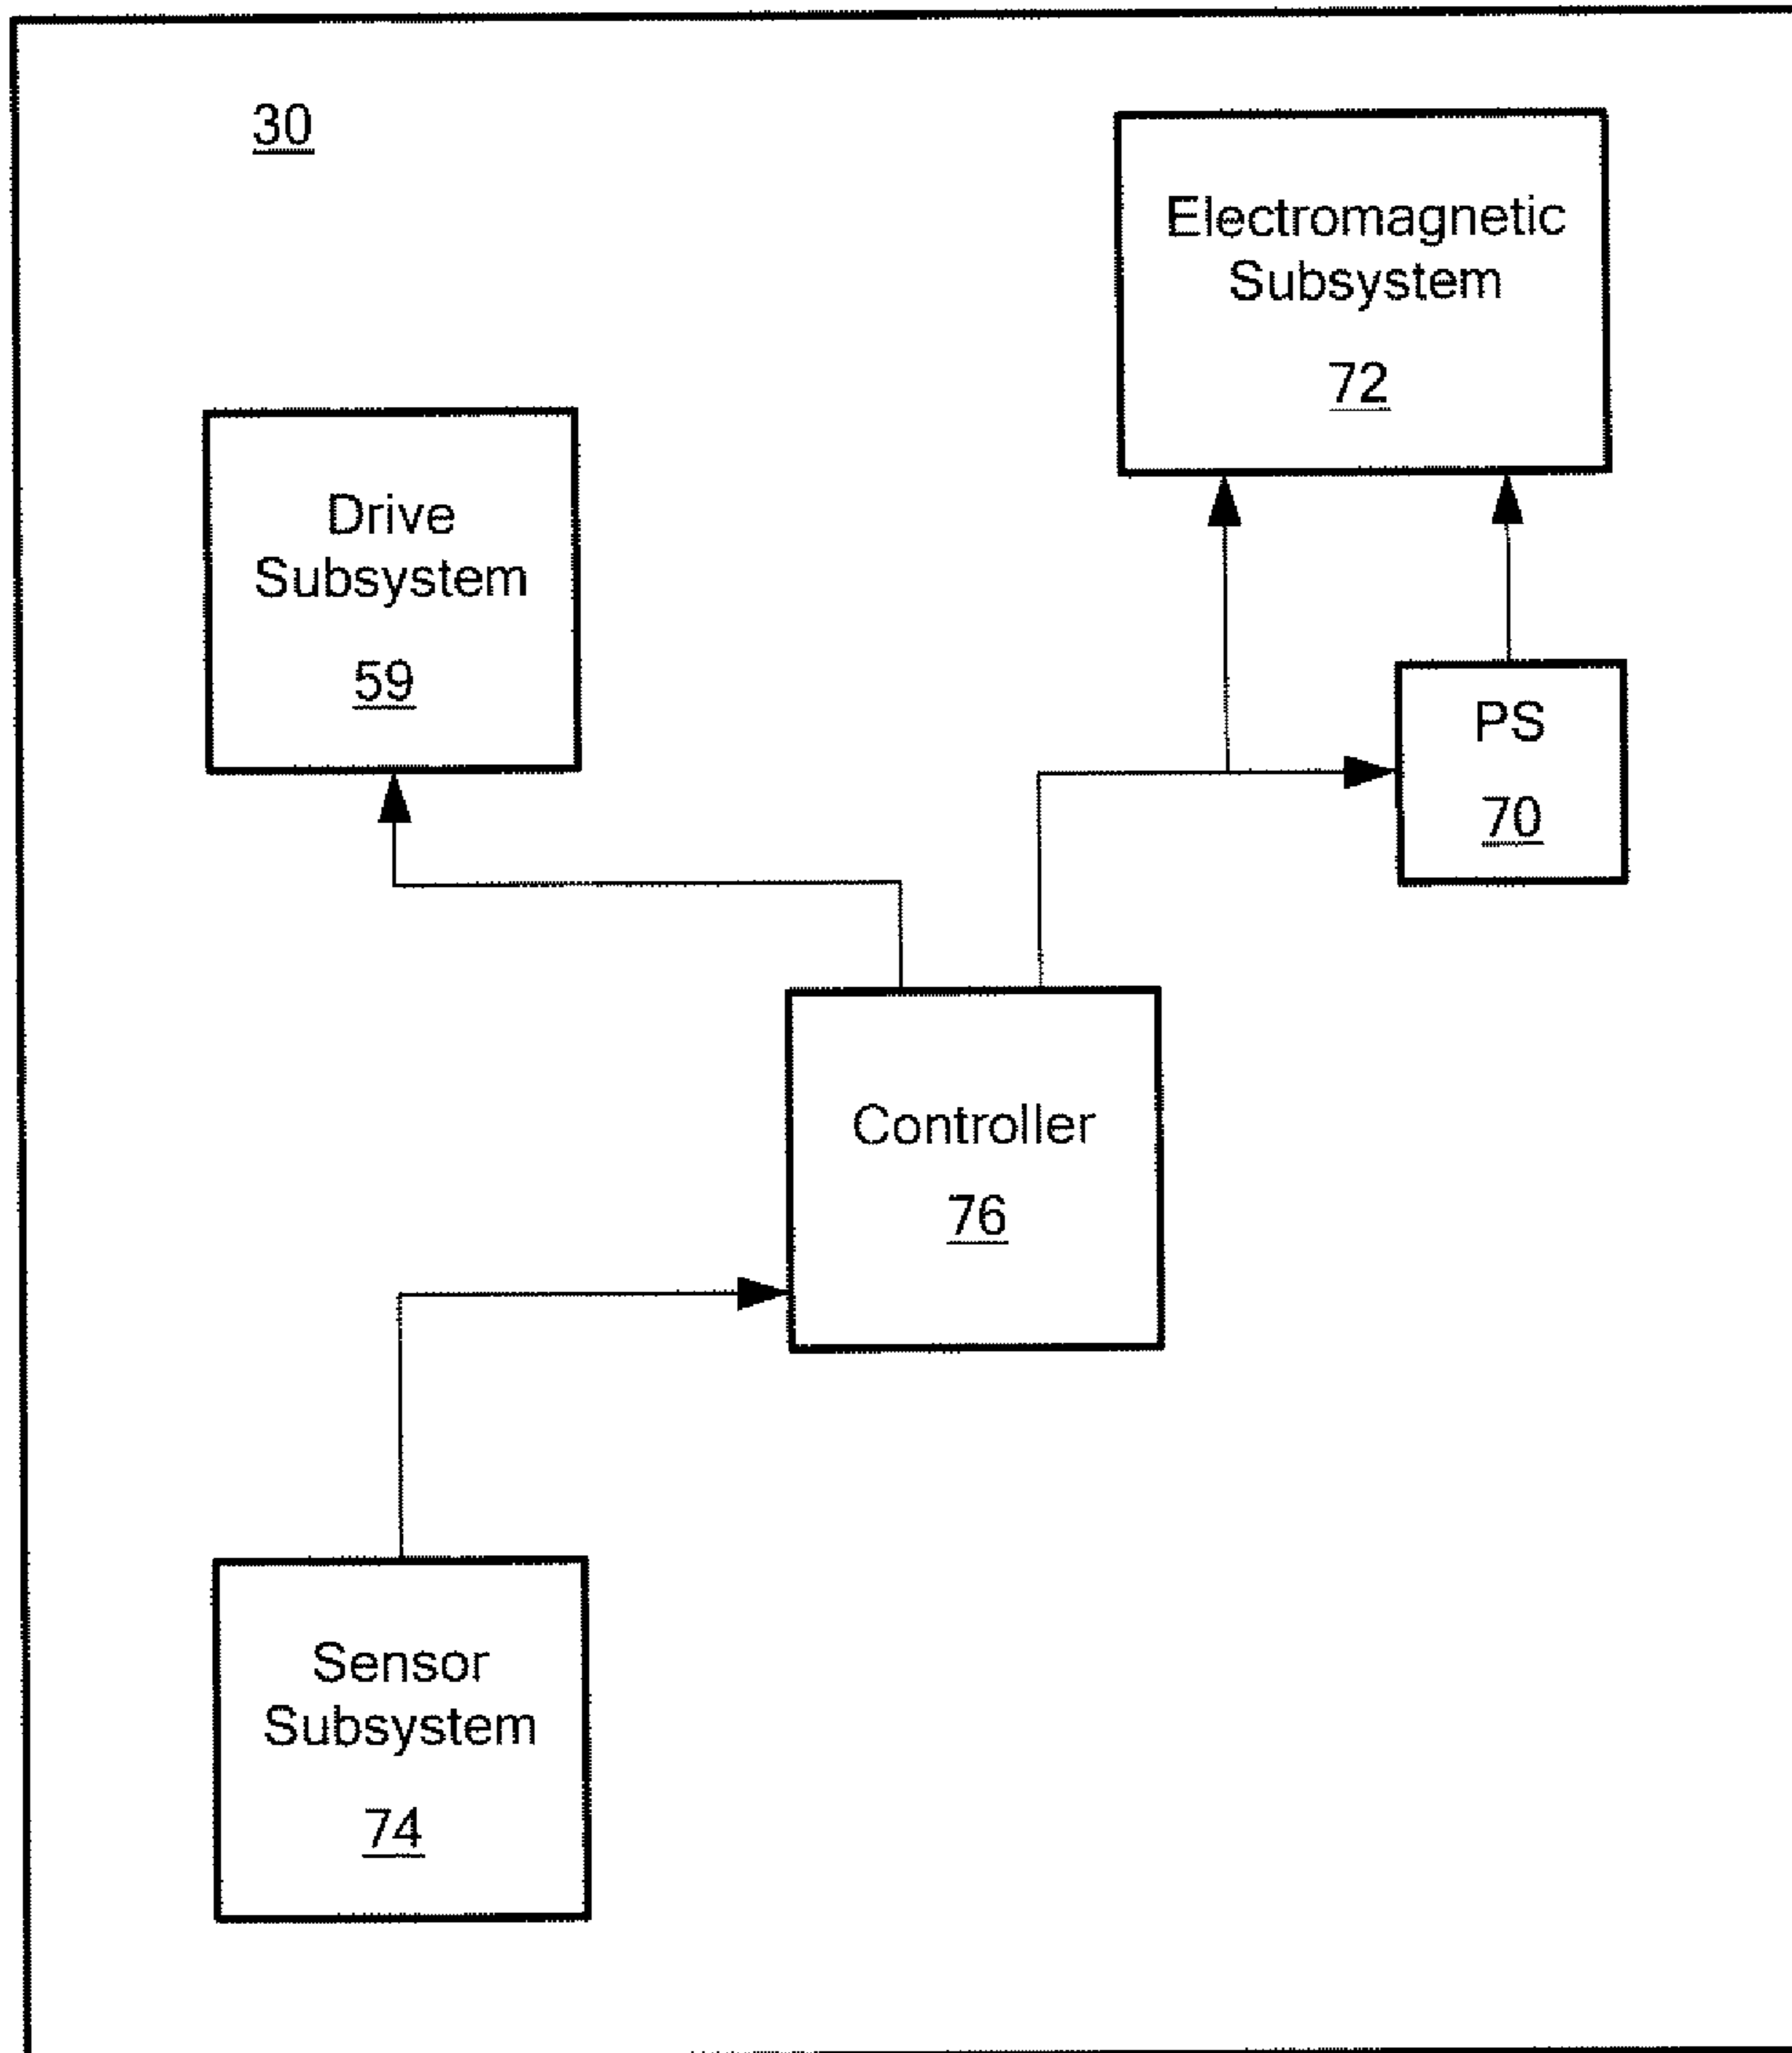 30
Electromagnetic
Subsystem
72
Drive
Subsystem
59
PS
70
Controller
76
Sensor
Subsystem
74